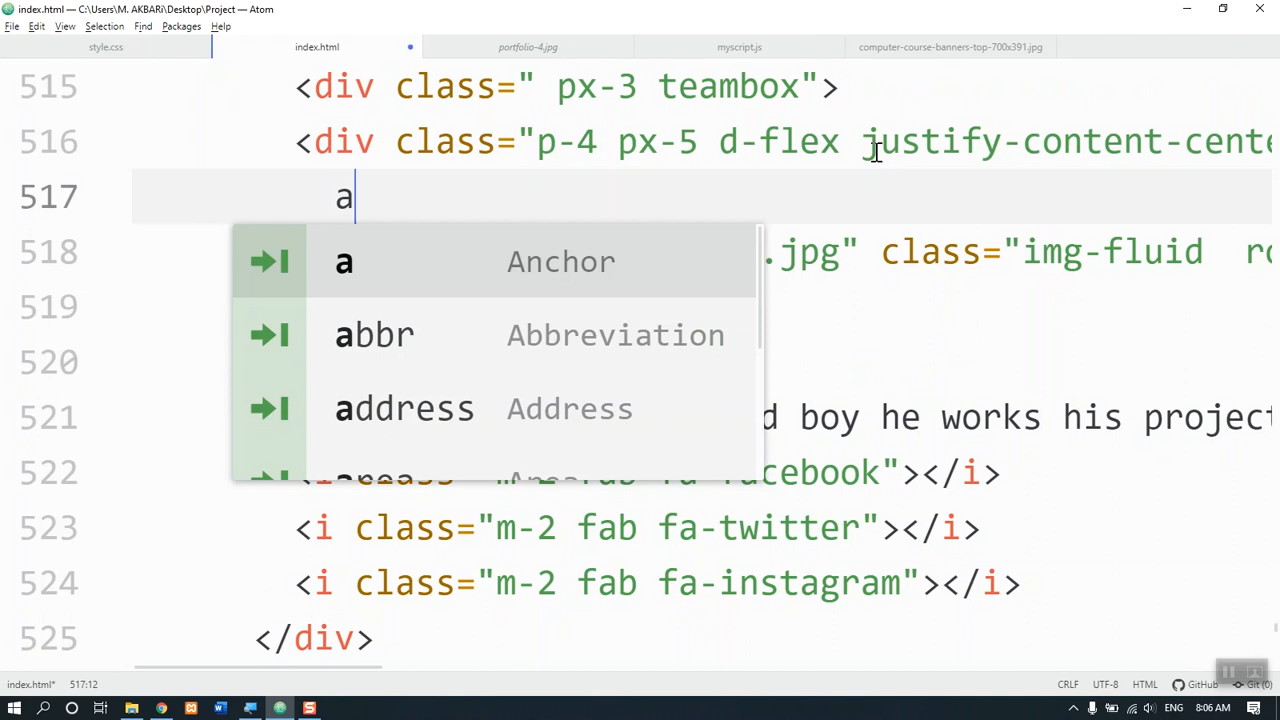 index.html — C:\Users\M. AKBARi\Desktop\Project — Atom
File Edit View Selection Find Packages Help
style.css index.html portfolio-4.jpg myscript.js computer-course-banners-top-700x391.jpg
515 <div class=" px-3 teambox">
516 <div class="p-4 px-5 d-flex justify-content-cente
517 a
a Anchor
518 .jpg" class="img-fluid ro
abbr Abbreviation
519
520
address Address
521 d boy he works his project
area Area
522 <i class="m-2 fab fa-facebook"></i>
523 <i class="m-2 fab fa-twitter"></i>
524 <i class="m-2 fab fa-instagram"></i>
525 </div>
index.html* 517:12 CRLF UTF-8 HTML GitHub Git (0)
ENG 8:06 AM